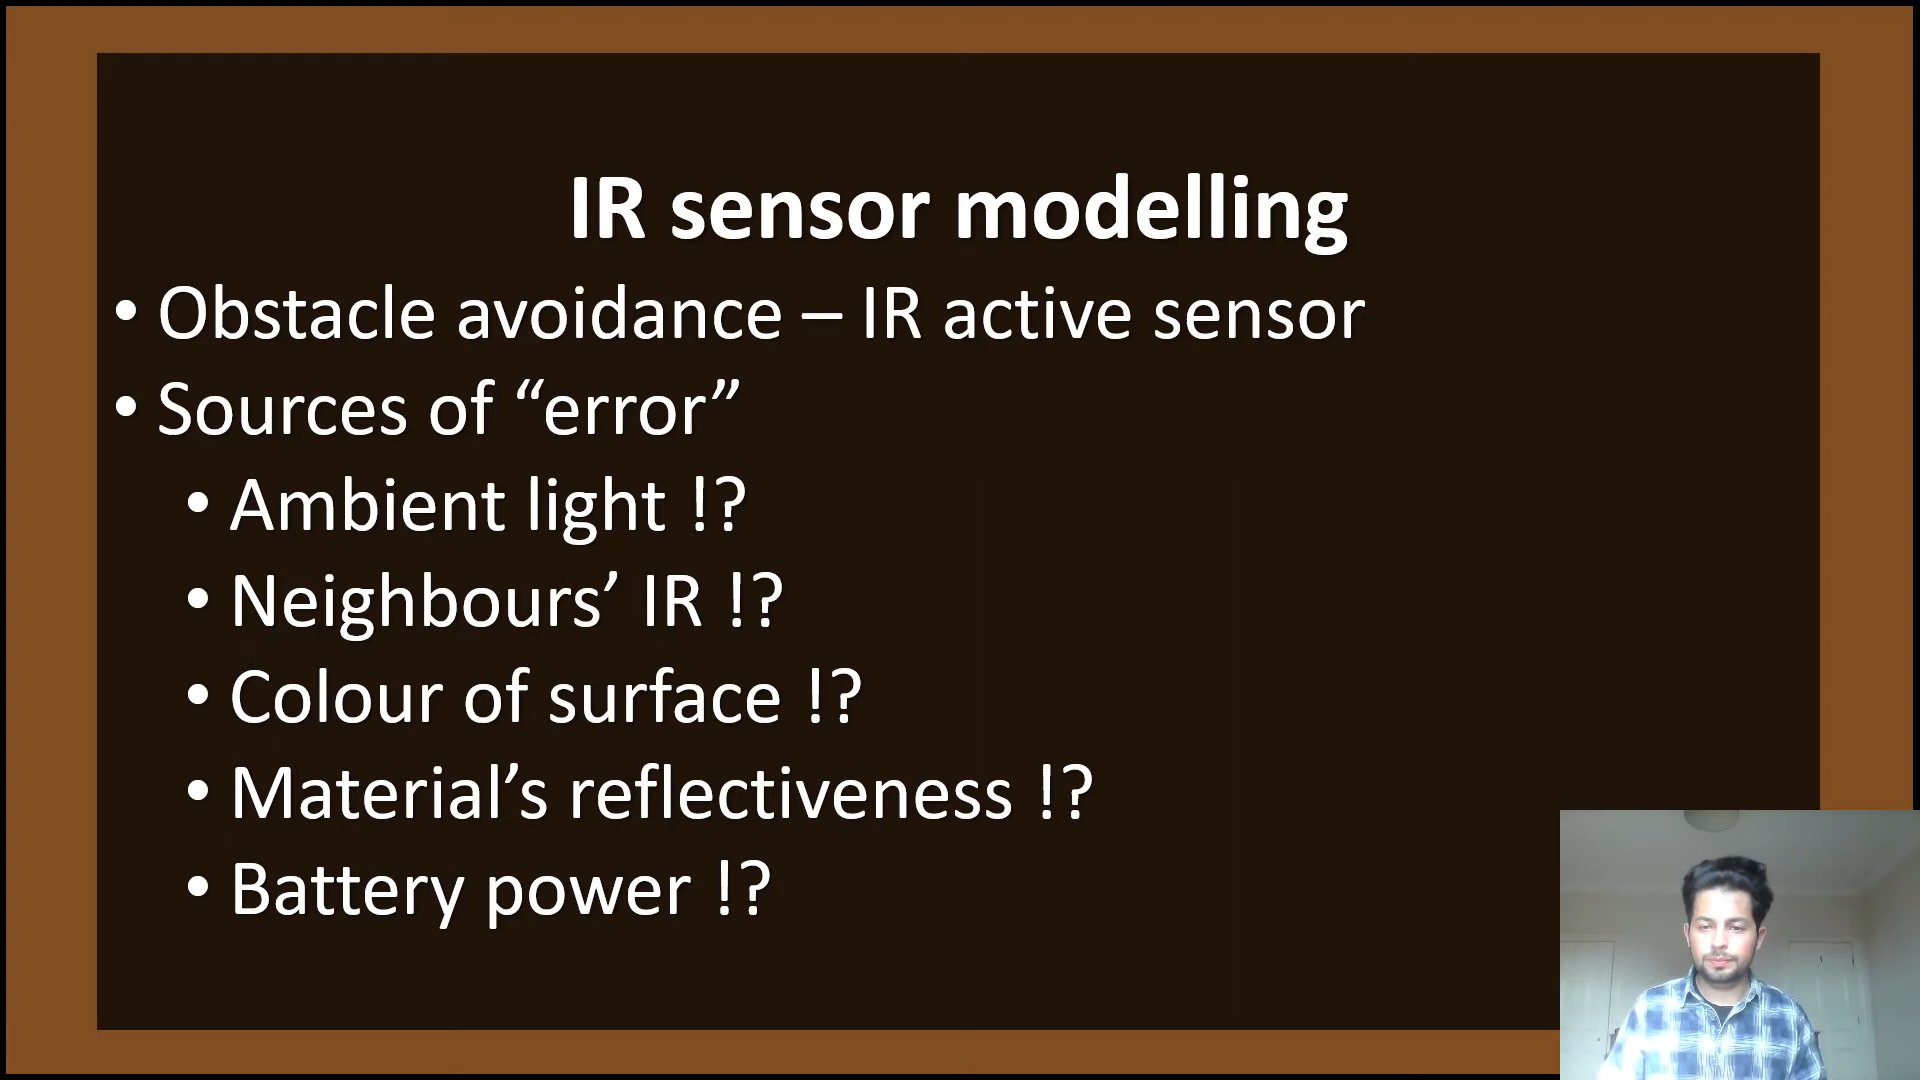 IR sensor modelling
• Obstacle avoidance – IR active sensor
• Sources of “error”
• Ambient light !?
• Neighbours’ IR !?
• Colour of surface !?
• Material’s reflectiveness !?
• Battery power !?